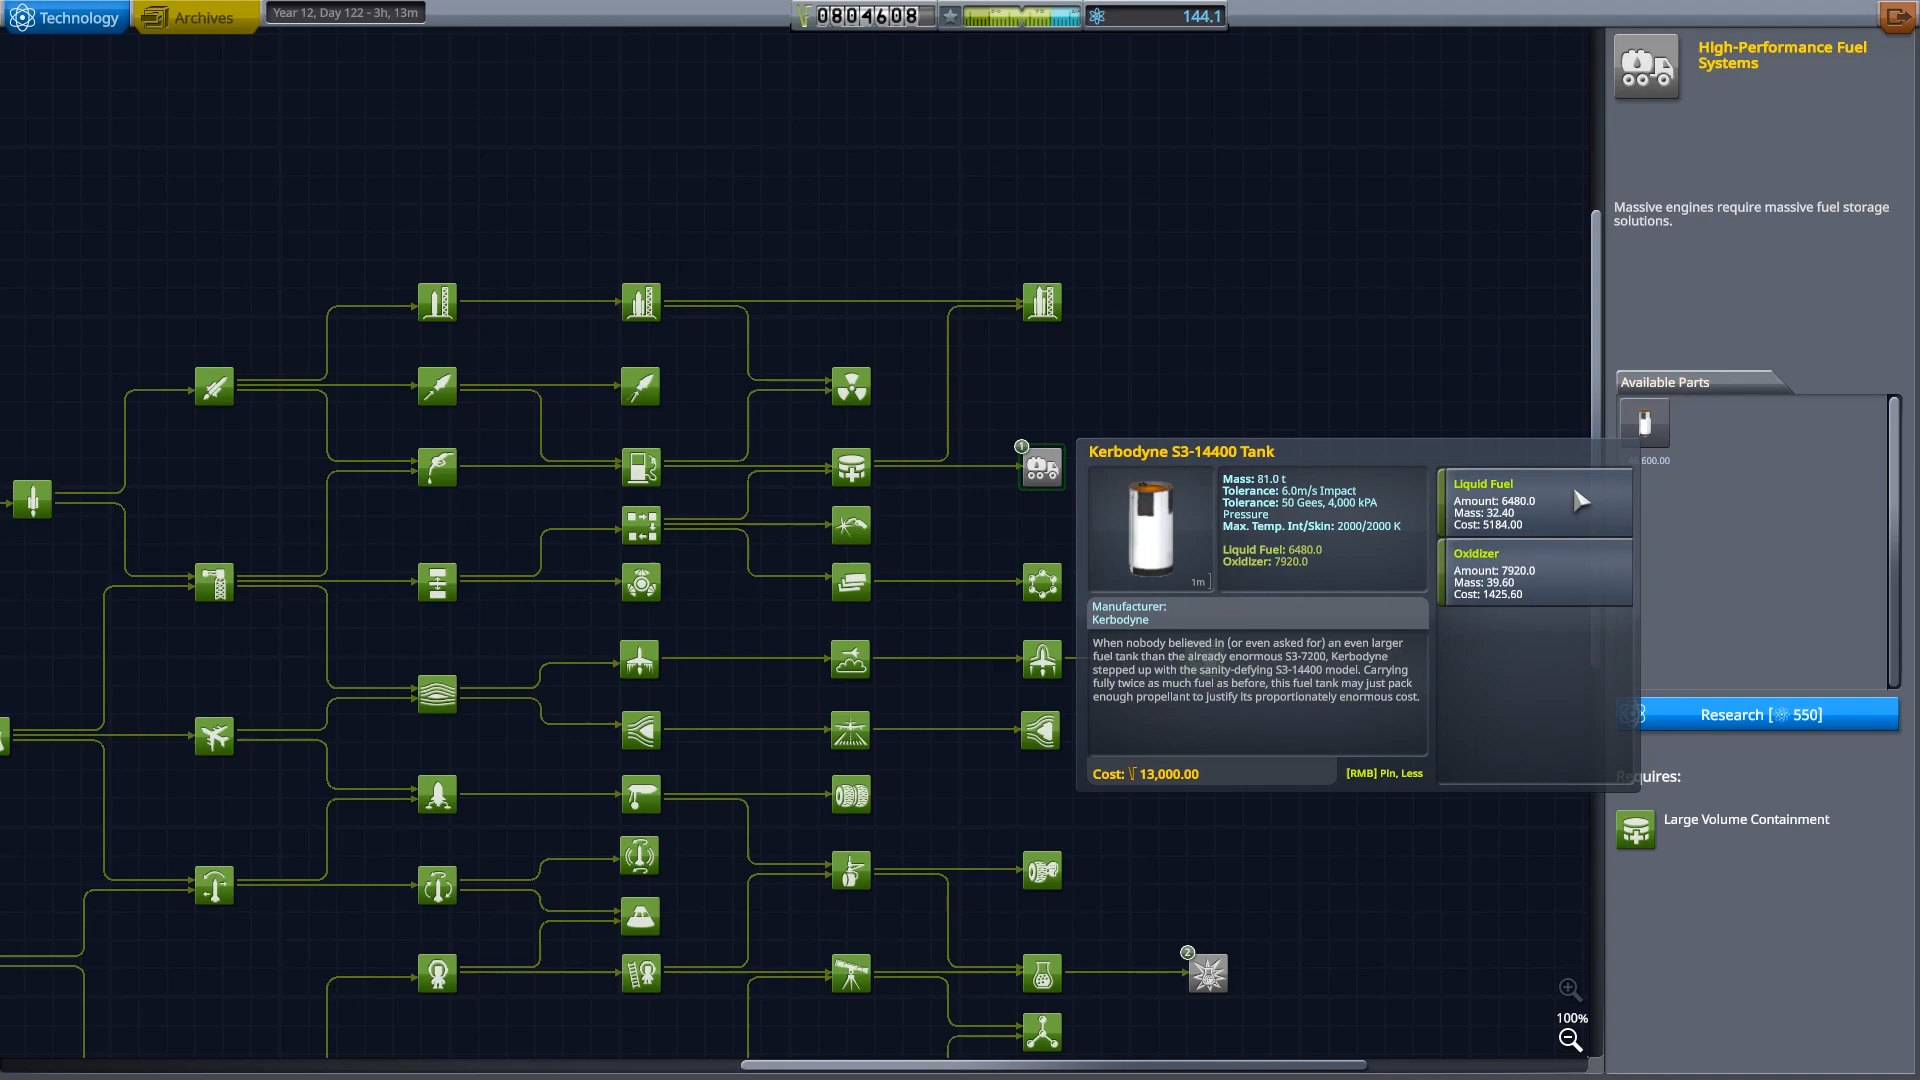 Technology
Archives
Year 12, Day 122 - 3h, 13m
0804608
144.1
High-Performance Fuel
Systems
Massive engines require massive fuel storage
solutions.
Available Parts
600.00
1
Kerbodyne S3-14400 Tank
Mass: 81.0 t
Tolerance: 6.0m/s Impact
Tolerance: 50 Gees, 4,000 kPA
Pressure
Max. Temp. Int/Skin: 2000/2000 K
Liquid Fuel: 6480.0
Oxidizer: 7920.0
1m
Liquid Fuel
Amount: 6480.0
Mass: 32.40
Cost: 5184.00
Oxidizer
Amount: 7920.0
Mass: 39.60
Cost: 1425.60
Manufacturer:
Kerbodyne
When nobody believed in (or even asked for) an even larger
fuel tank than the already enormous S3-7200, Kerbodyne
stepped up with the sanity-defying S3-14400 model. Carrying
fully twice as much fuel as before, this fuel tank may just pack
enough propellant to justify its proportionately enormous cost.
Cost: 13,000.00
[RMB] Pin, Less
Research [550]
Requires:
Large Volume Containment
2
100%